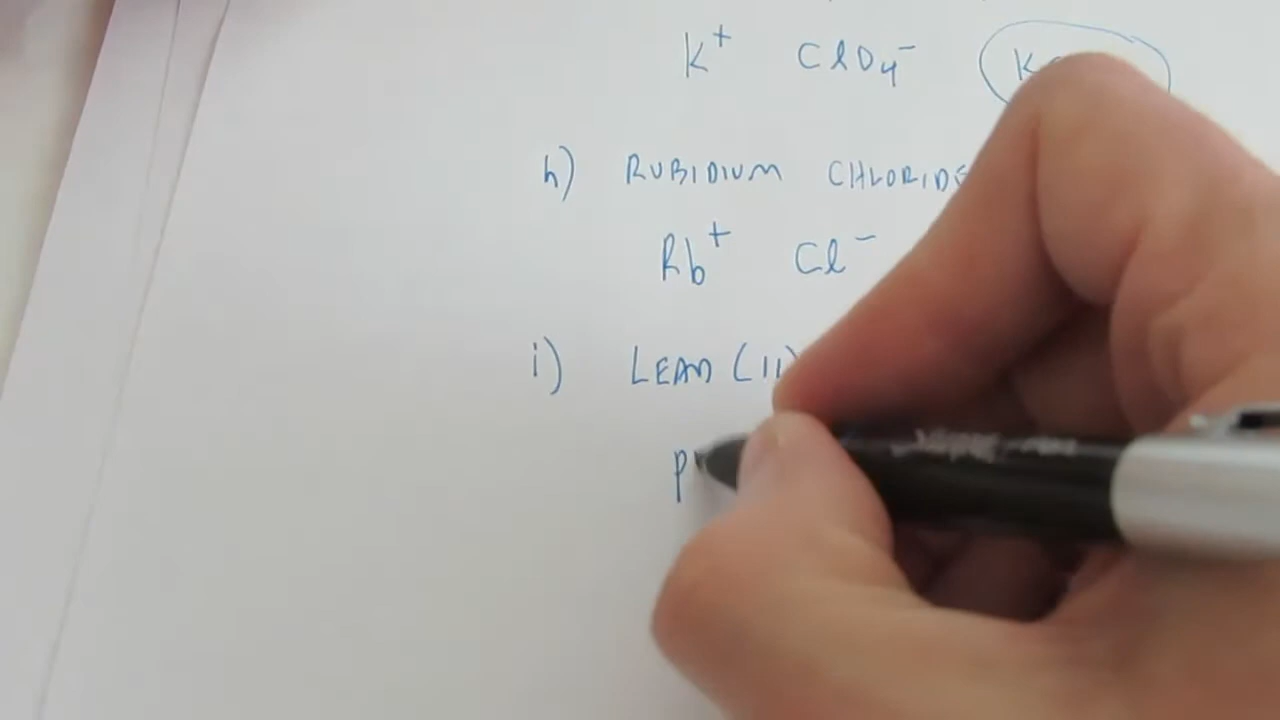 K⁺ ClO₄⁻ K
h) RUBIDIUM CHLORIDE
Rb⁺ Cl⁻
i) LEAD (II)
P